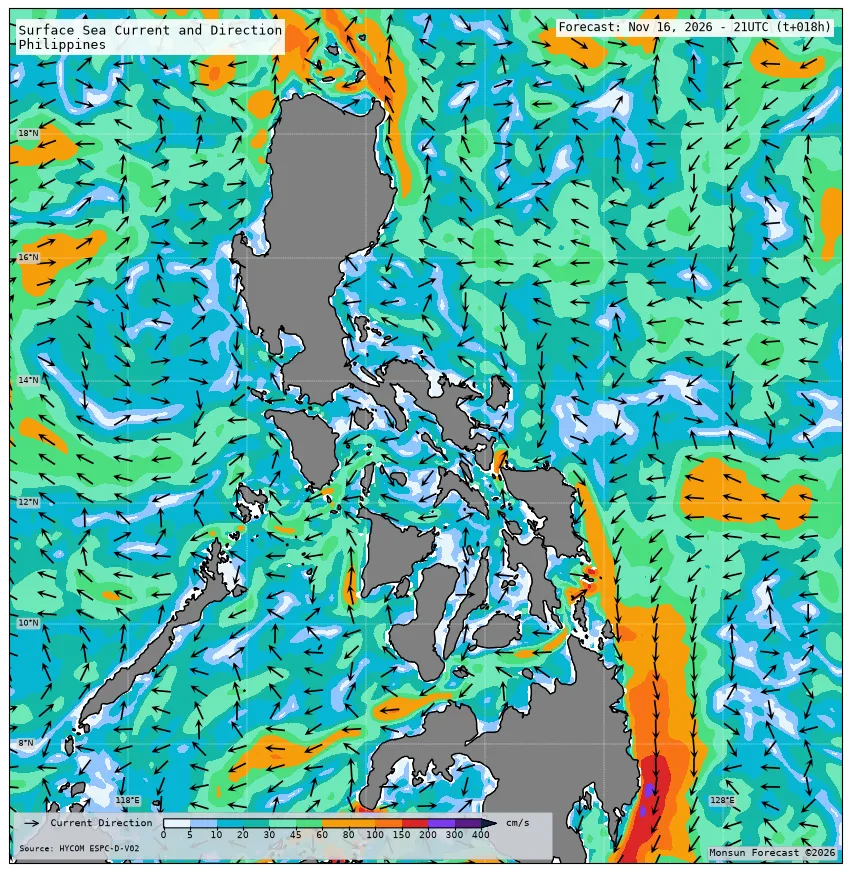 Surface Sea Current and Direction
Philippines
Forecast: Nov 16, 2026 - 21UTC (t+018h)
18°N
16°N
14°N
12°N
10°N
8°N
118°E
128°E
Current Direction
0 5 10 20 30 45 60 80 100 150 200 300 400
cm/s
Source: HYCOM ESPC-D-V02
Monsun Forecast ©2026